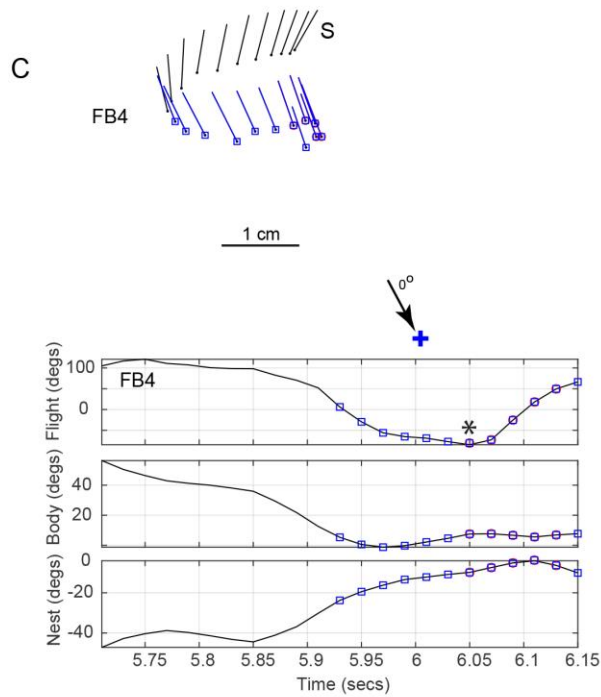 S
C
FB4
1 cm
0°
FB4
Flight (degs)
100
0
*
Body (degs)
40
20
Nest (degs)
0
-20
-40
5.75 5.8 5.85 5.9 5.95 6 6.05 6.1 6.15
Time (secs)